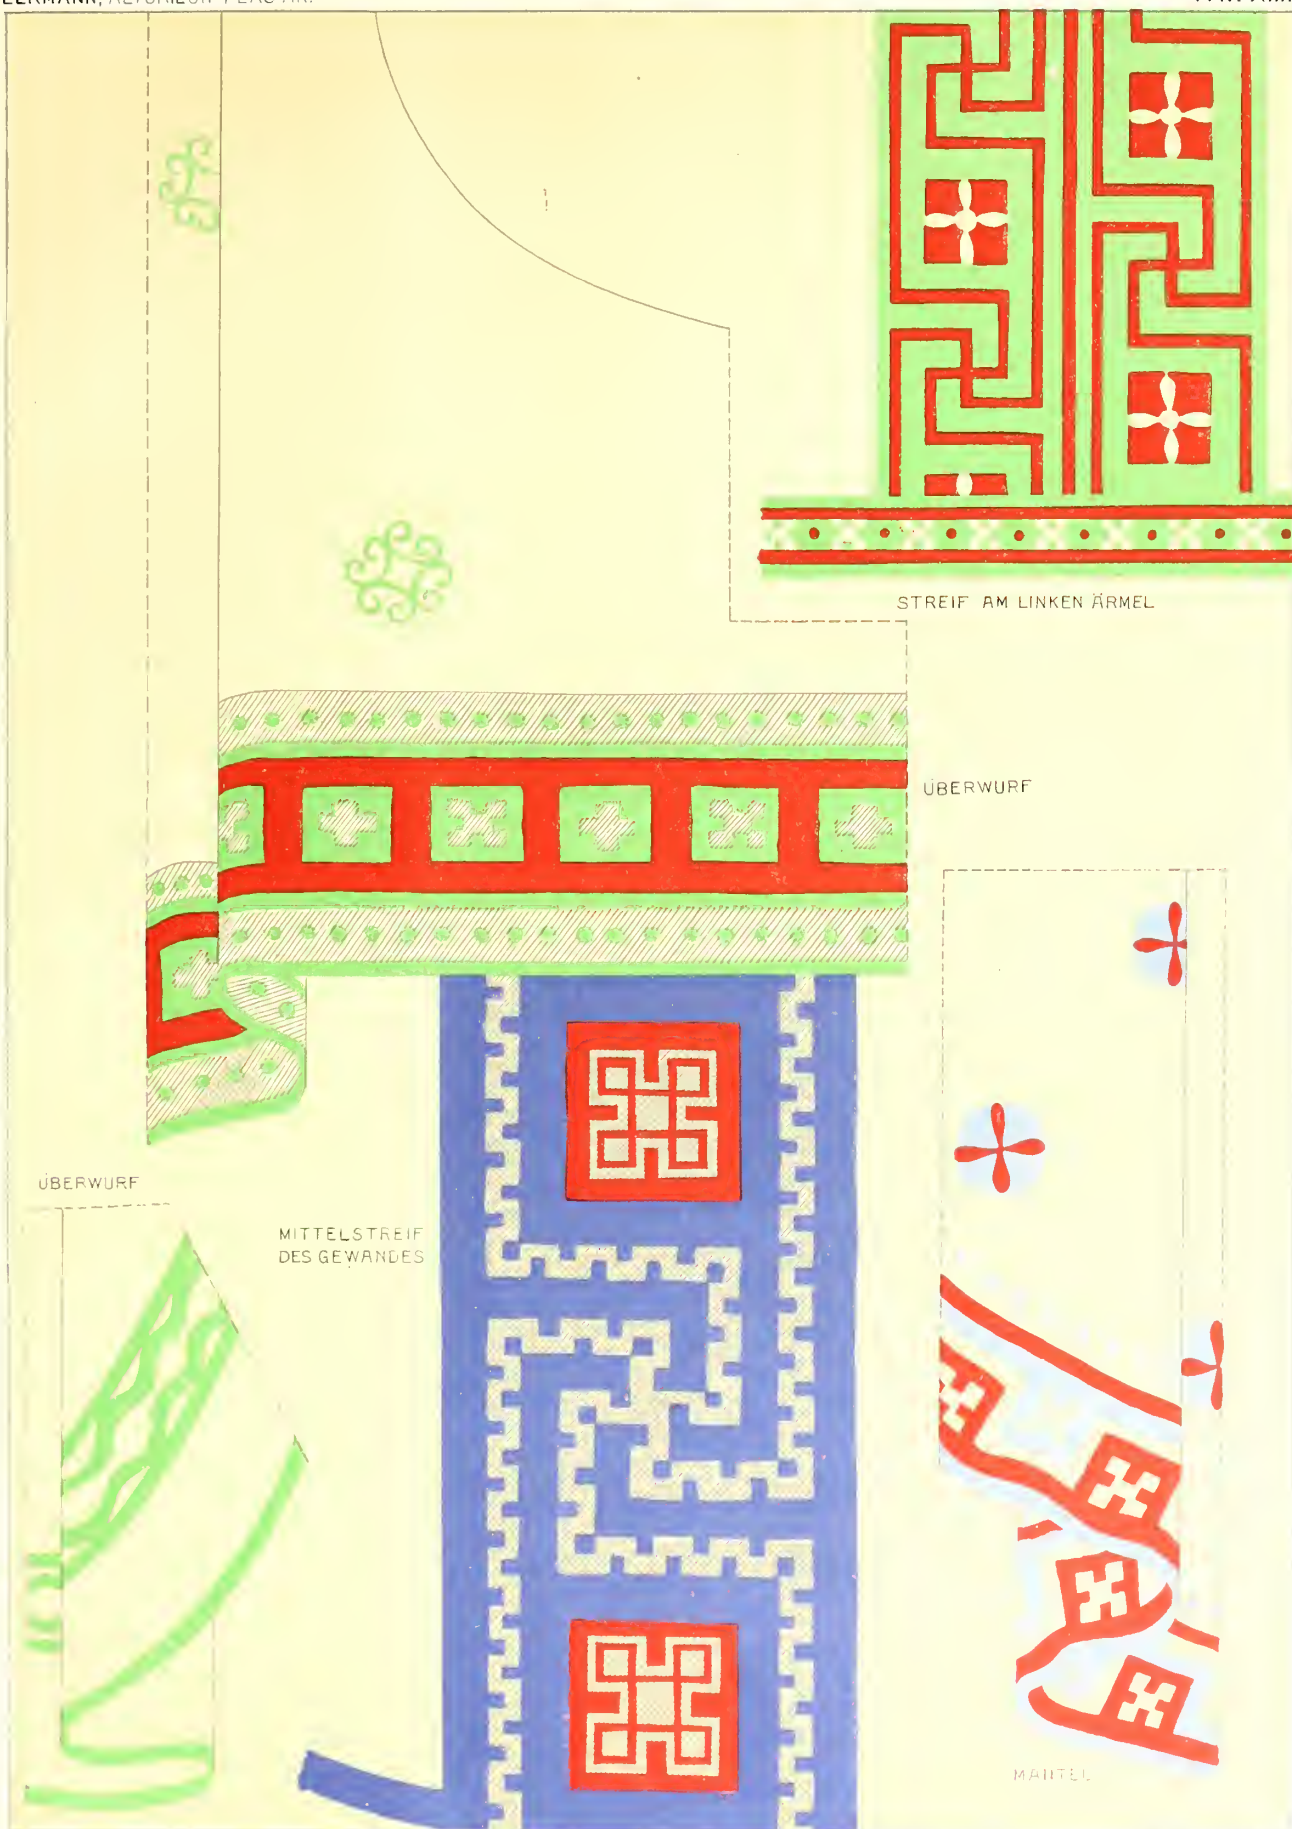 STREIF AM LINKEN ÄRMEL
ÜBERWURF
ÜBERWURF
MITTELSTREIF
DES GEWANDES
MANTEL